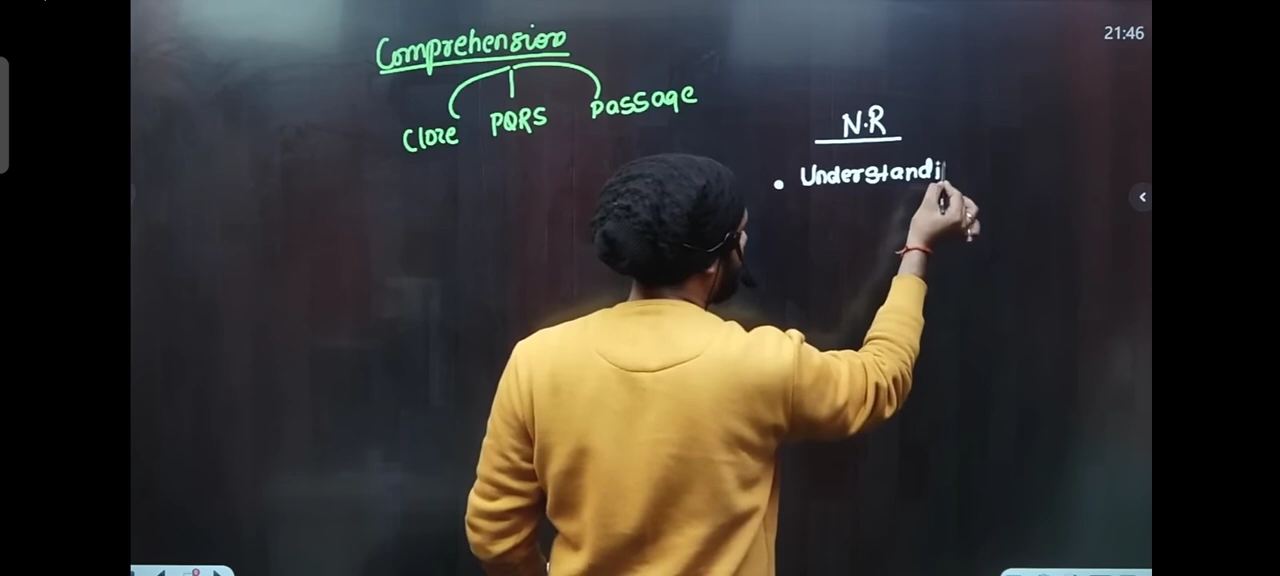 21:46
Comprehension
Cloze PQRS Passage
N.R
• Understandi